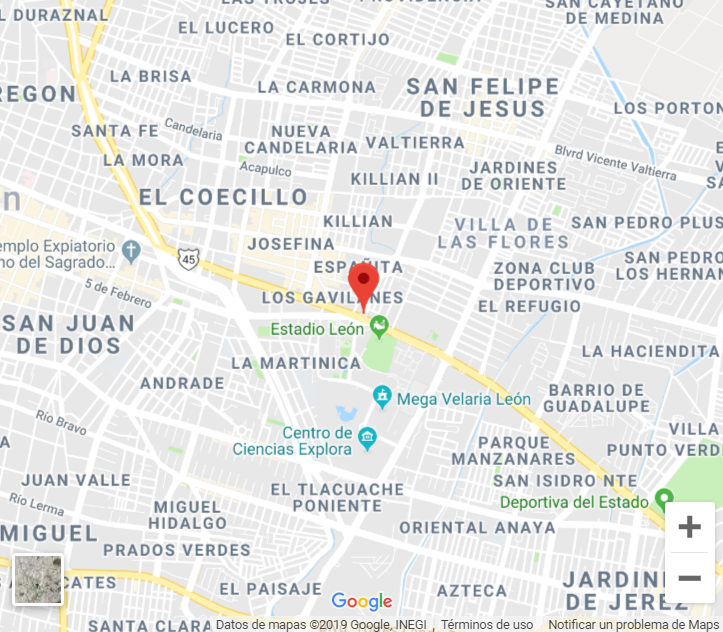 SAN CAYETANO
DE MEDINA
L DURAZNAL
EL LUCERO
EL CORTIJO
LA BRISA
LA CARMONA
SAN FELIPE
DE JESUS
REGON
LOS PORTON
SANTA FE
Candelaria
NUEVA
CANDELARIA
VALTIERRA
Blvrd Vicente Valtierra
LA MORA
Acapulco
KILLIAN II
JARDINES
DE ORIENTE
EL COECILLO
KILLIAN
VILLA DE
LAS FLORES
SAN PEDRO PLUS
JOSEFINA
emplo Expiatorio
no del Sagrado...
45
ESPAÑITA
ZONA CLUB
DEPORTIVO
SAN PEDRO
LOS HERNAN
5 de Febrero
LOS GAVILANES
EL REFUGIO
SAN JUAN
DE DIOS
Estadio León
LA HACIENDITA
LA MARTINICA
ANDRADE
Mega Velaria León
BARRIO DE
GUADALUPE
Río Bravo
Centro de
Ciencias Explora
PARQUE
MANZANARES
VILLA
PUNTO VERD
JUAN VALLE
EL TLACUACHE
PONIENTE
SAN ISIDRO NTE
Deportiva del Estado
Río Lerma
MIGUEL
HIDALGO
ORIENTAL ANAYA
MIGUEL
PRADOS VERDES
CATES
EL PAISAJE
AZTECA
JARDINE
DE JEREZ
Google
SANTA CLARA
Datos de mapas ©2019 Google, INEGI
Términos de uso
Notificar un problema de Maps